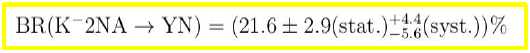 BR(K⁻2NA → YN) = (21.6 ± 2.9(stat.)⁺⁴·⁴₋₅.₆(syst.))%